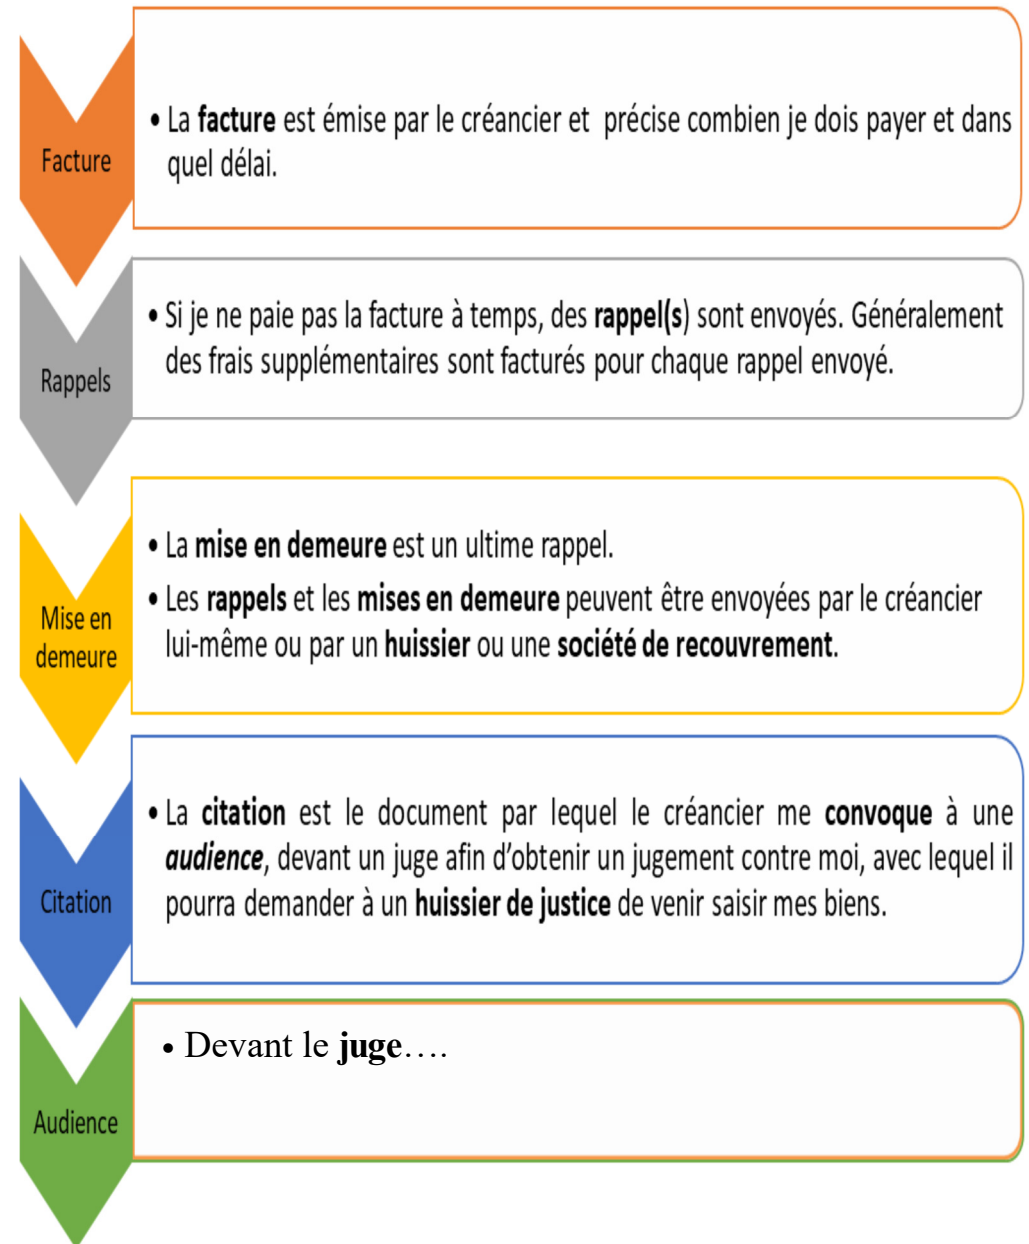 Facture
• La facture est émise par le créancier et précise combien je dois payer et dans
quel délai.
Rappels
• Si je ne paie pas la facture à temps, des rappel(s) sont envoyés. Généralement
des frais supplémentaires sont facturés pour chaque rappel envoyé.
Mise en
demeure
• La mise en demeure est un ultime rappel.
• Les rappels et les mises en demeure peuvent être envoyées par le créancier
lui-même ou par un huissier ou une société de recouvrement.
Citation
• La citation est le document par lequel le créancier me convoque à une
audience, devant un juge afin d’obtenir un jugement contre moi, avec lequel il
pourra demander à un huissier de justice de venir saisir mes biens.
Audience
• Devant le juge….